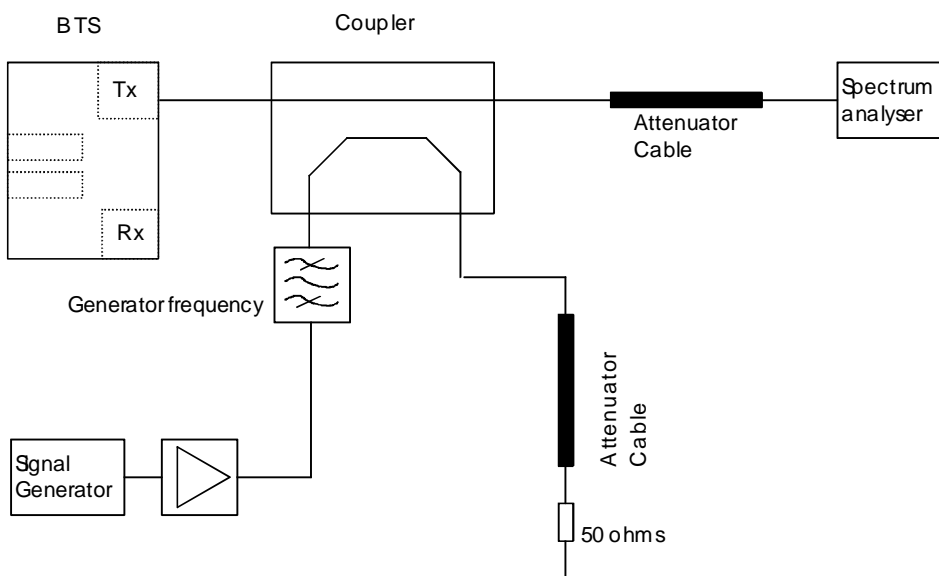 BTS
Coupler
Tx
Spectrum
analyser
Attenuator
Cable
Rx
Generator frequency
Attenuator
Cable
Signal
Generator
50 ohms